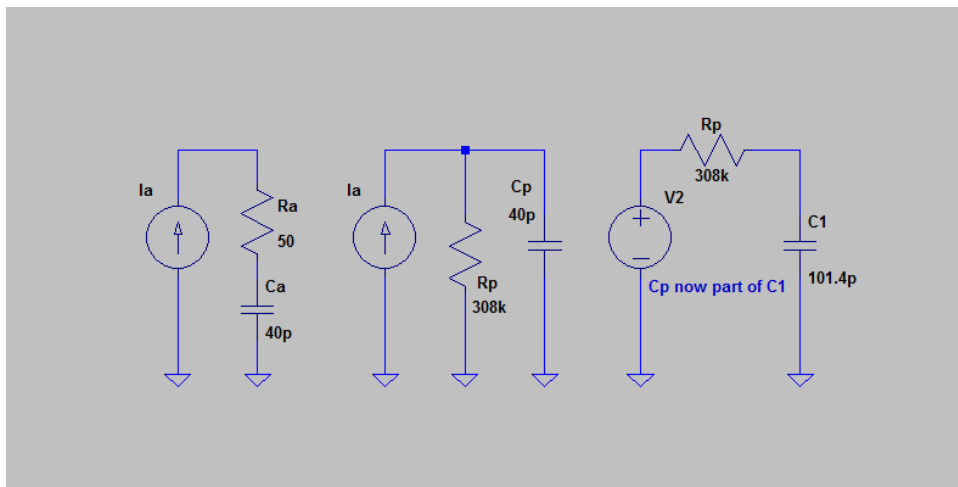 Ia
Ra
50
Ca
40p
Ia
Rp
308k
Cp
40p
V2
Rp
308k
C1
101.4p
Cp now part of C1